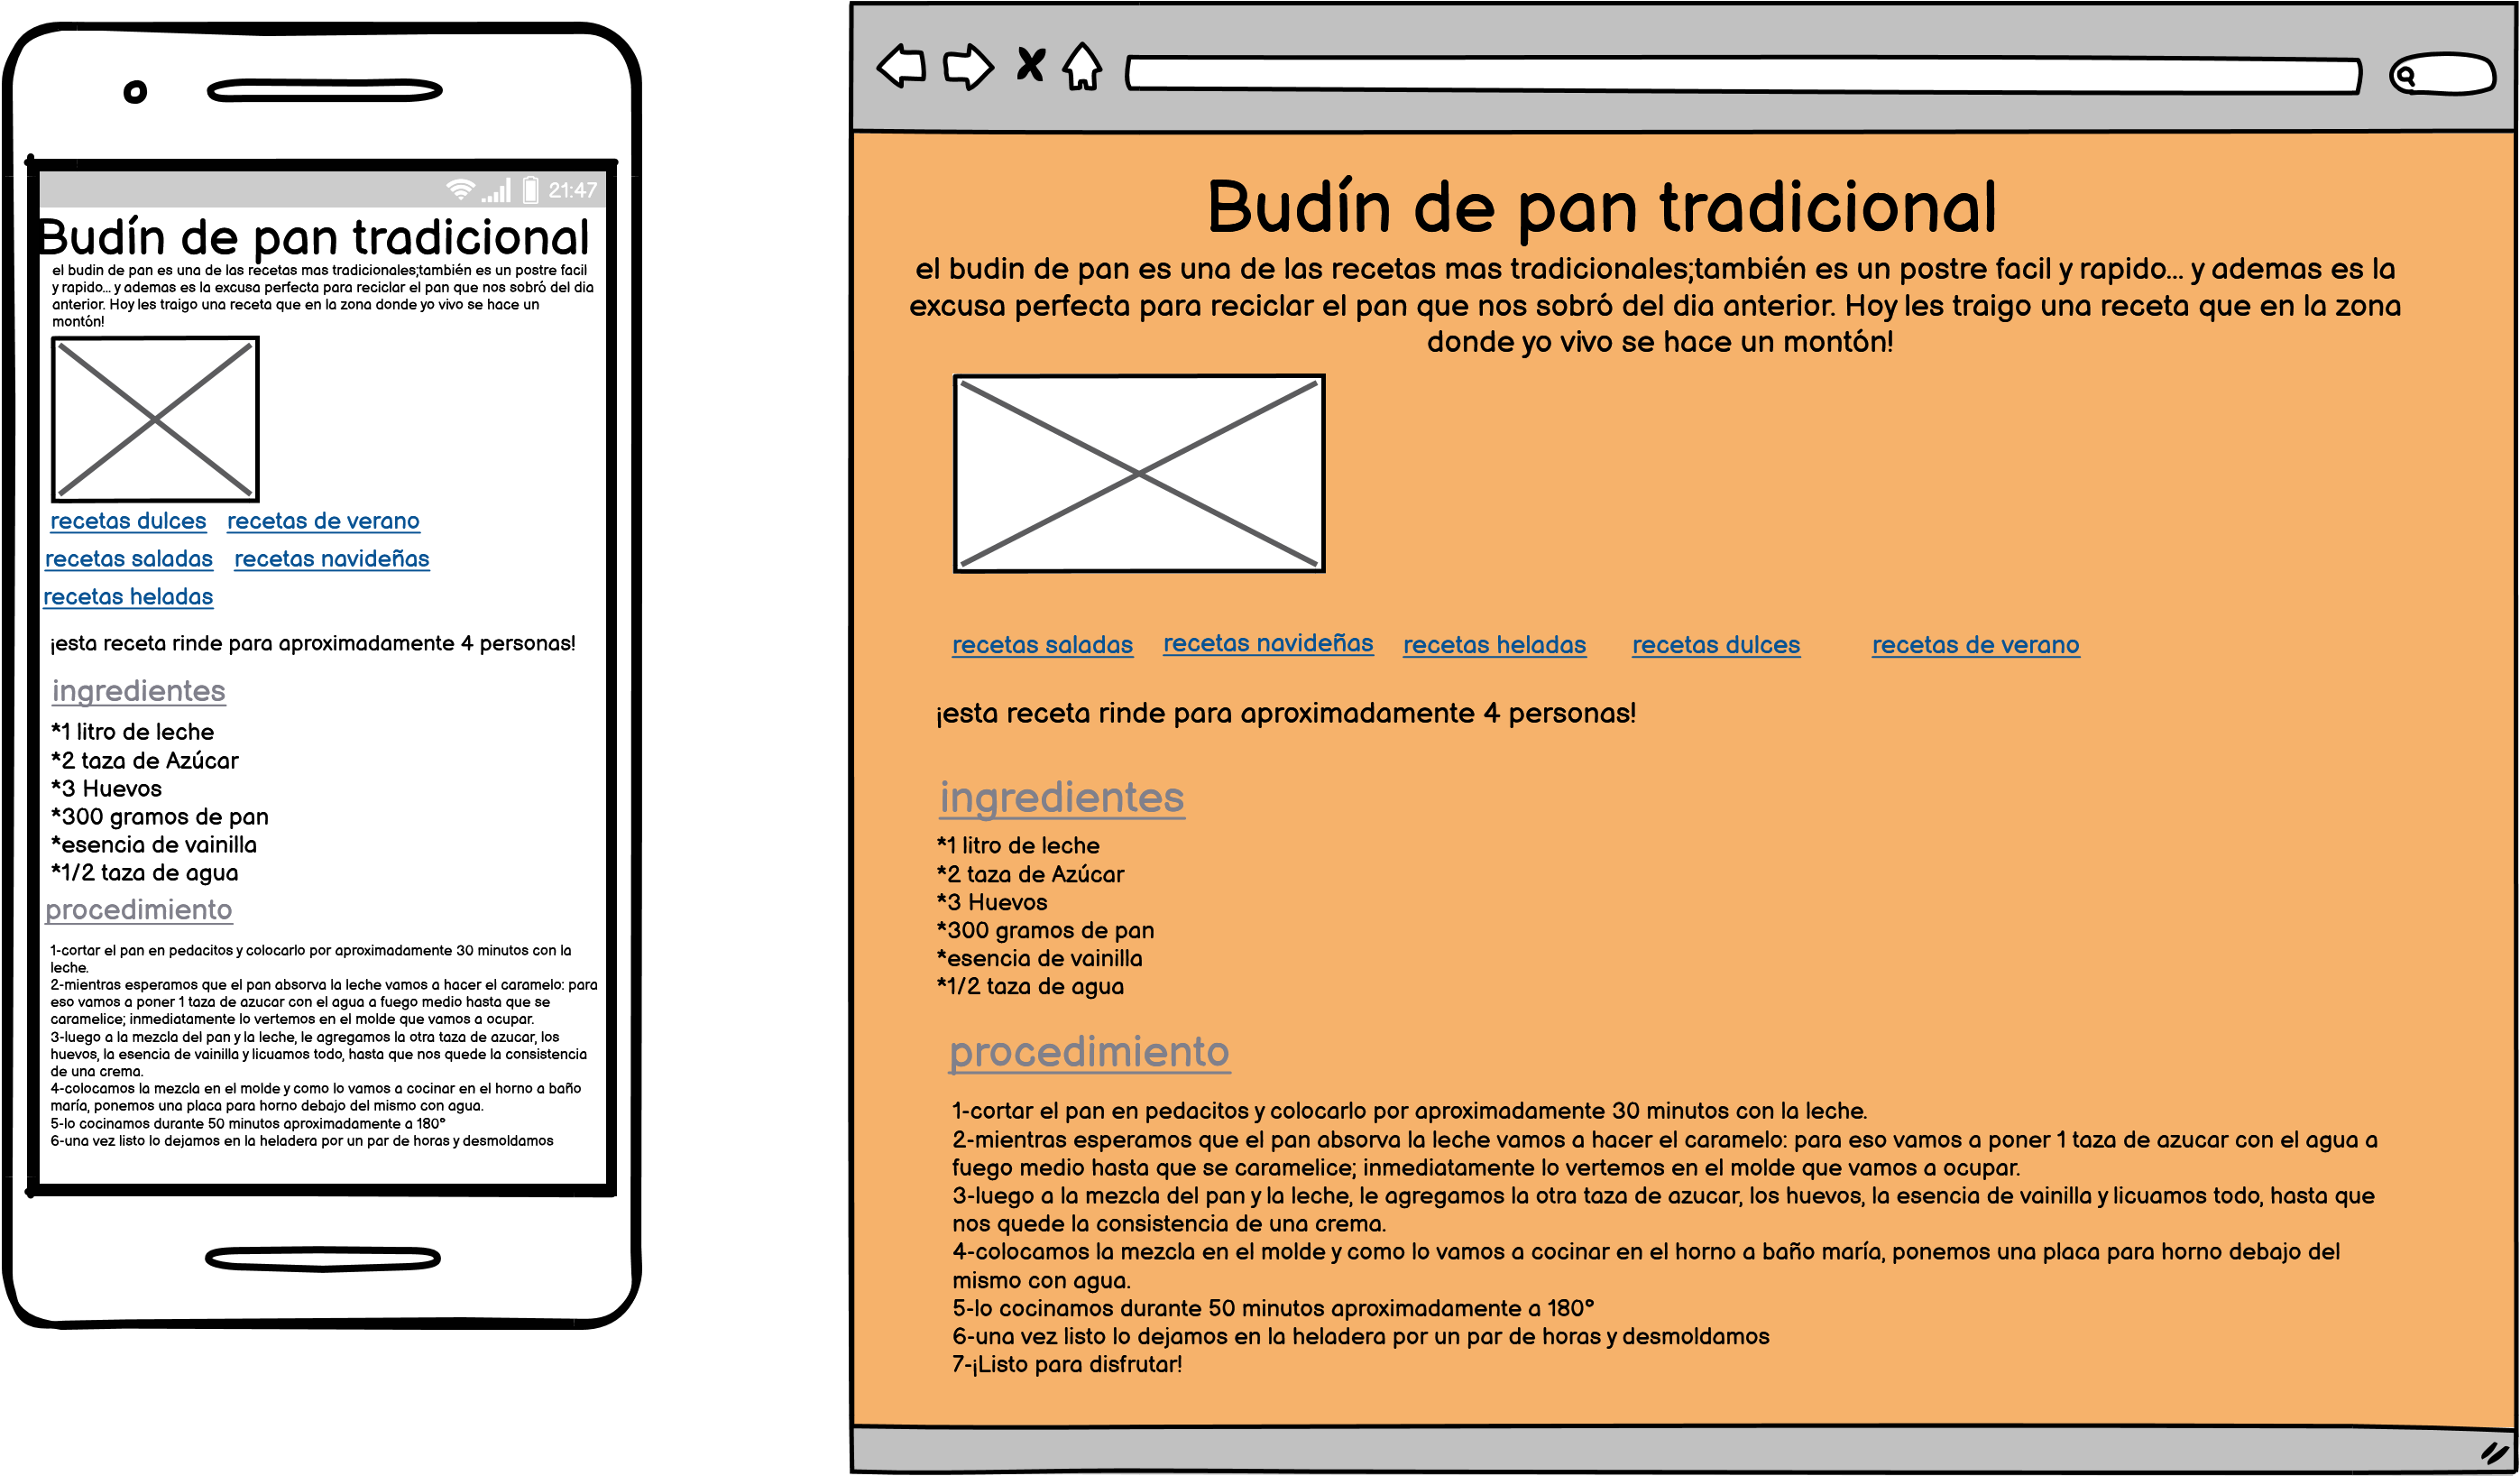 21:47
Budín de pan tradicional
el budin de pan es una de las recetas mas tradicionales;también es un postre facil
y rapido... y ademas es la excusa perfecta para reciclar el pan que nos sobró del dia
anterior. Hoy les traigo una receta que en la zona donde yo vivo se hace un
montón!
recetas dulces recetas de verano
recetas saladas recetas navideñas
recetas heladas
¡esta receta rinde para aproximadamente 4 personas!
ingredientes
*1 litro de leche
*2 taza de Azúcar
*3 Huevos
*300 gramos de pan
*esencia de vainilla
*1/2 taza de agua
procedimiento
1-cortar el pan en pedacitos y colocarlo por aproximadamente 30 minutos con la
leche.
2-mientras esperamos que el pan absorva la leche vamos a hacer el caramelo: para
eso vamos a poner 1 taza de azucar con el agua a fuego medio hasta que se
caramelice; inmediatamente lo vertemos en el molde que vamos a ocupar.
3-luego a la mezcla del pan y la leche, le agregamos la otra taza de azucar, los
huevos, la esencia de vainilla y licuamos todo, hasta que nos quede la consistencia
de una crema.
4-colocamos la mezcla en el molde y como lo vamos a cocinar en el horno a baño
maría, ponemos una placa para horno debajo del mismo con agua.
5-lo cocinamos durante 50 minutos aproximadamente a 180°
6-una vez listo lo dejamos en la heladera por un par de horas y desmoldamos
Budín de pan tradicional
el budin de pan es una de las recetas mas tradicionales;también es un postre facil y rapido... y ademas es la
excusa perfecta para reciclar el pan que nos sobró del dia anterior. Hoy les traigo una receta que en la zona
donde yo vivo se hace un montón!
recetas saladas recetas navideñas recetas heladas recetas dulces recetas de verano
¡esta receta rinde para aproximadamente 4 personas!
ingredientes
*1 litro de leche
*2 taza de Azúcar
*3 Huevos
*300 gramos de pan
*esencia de vainilla
*1/2 taza de agua
procedimiento
1-cortar el pan en pedacitos y colocarlo por aproximadamente 30 minutos con la leche.
2-mientras esperamos que el pan absorva la leche vamos a hacer el caramelo: para eso vamos a poner 1 taza de azucar con el agua a
fuego medio hasta que se caramelice; inmediatamente lo vertemos en el molde que vamos a ocupar.
3-luego a la mezcla del pan y la leche, le agregamos la otra taza de azucar, los huevos, la esencia de vainilla y licuamos todo, hasta que
nos quede la consistencia de una crema.
4-colocamos la mezcla en el molde y como lo vamos a cocinar en el horno a baño maría, ponemos una placa para horno debajo del
mismo con agua.
5-lo cocinamos durante 50 minutos aproximadamente a 180°
6-una vez listo lo dejamos en la heladera por un par de horas y desmoldamos
7-¡Listo para disfrutar!